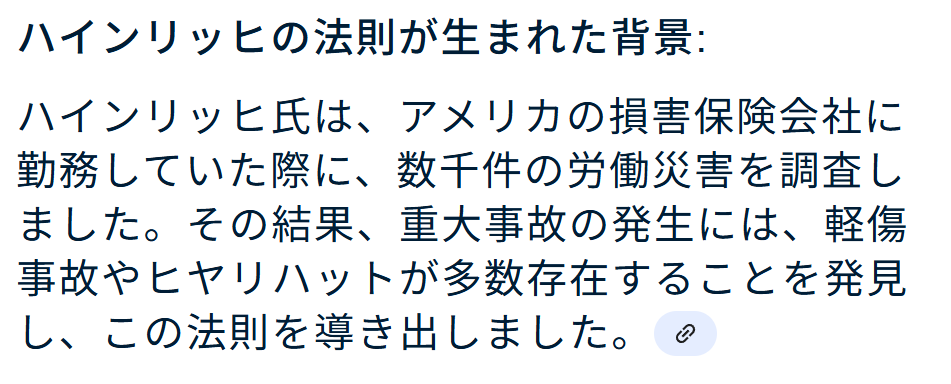 ハインリッヒの法則が生まれた背景:
ハインリッヒ氏は、アメリカの損害保険会社に
勤務していた際に、数千件の労働災害を調査し
ました。その結果、重大事故の発生には、軽傷
事故やヒヤリハットが多数存在することを発見
し、この法則を導き出しました。